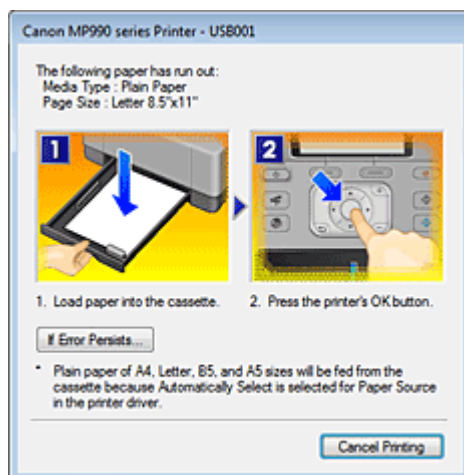 Canon MP990 series Printer - USB001
The following paper has run out:
Media Type : Plain Paper
Page Size : Letter 8.5"x11"
1
2
1. Load paper into the cassette.
2. Press the printer's OK button.
If Error Persists...
* Plain paper of A4, Letter, B5, and A5 sizes will be fed from the
cassette because Automatically Select is selected for Paper Source
in the printer driver.
Cancel Printing